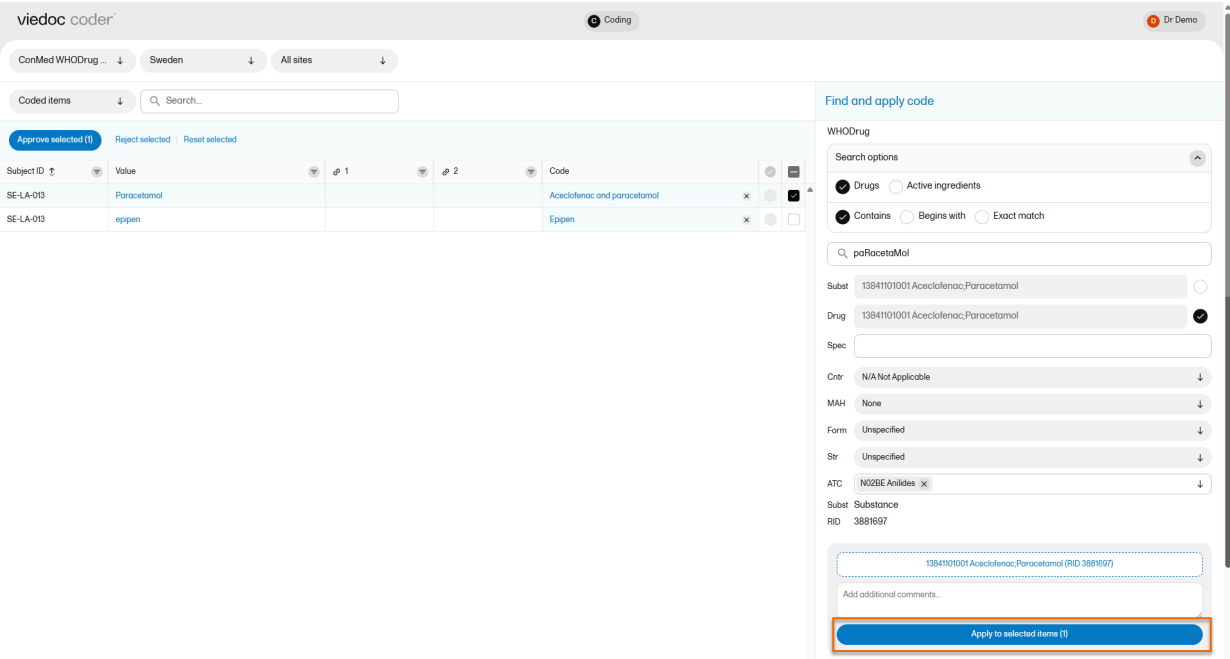 viedoc coder™
Coding
Dr Demo
ConMed WHODrug ...
Sweden
All sites
Coded items
Search...
Approve selected (1)
Reject selected
Reset selected
Subject ID
Value
1
2
Code
SE-LA-013
Paracetamol
Aceclofenac and paracetamol
SE-LA-013
epipen
Epipen
Find and apply code
WHODrug
Search options
Drugs
Active ingredients
Contains
Begins with
Exact match
paRacetaMol
Subst
13841101001 Aceclofenac;Paracetamol
Drug
13841101001 Aceclofenac;Paracetamol
Spec
Cntr
N/A Not Applicable
MAH
None
Form
Unspecified
Str
Unspecified
ATC
N02BE Anilides
Subst
Substance
RID
3881697
13841101001 Aceclofenac;Paracetamol (RID 3881697)
Add additional comments...
Apply to selected items (1)